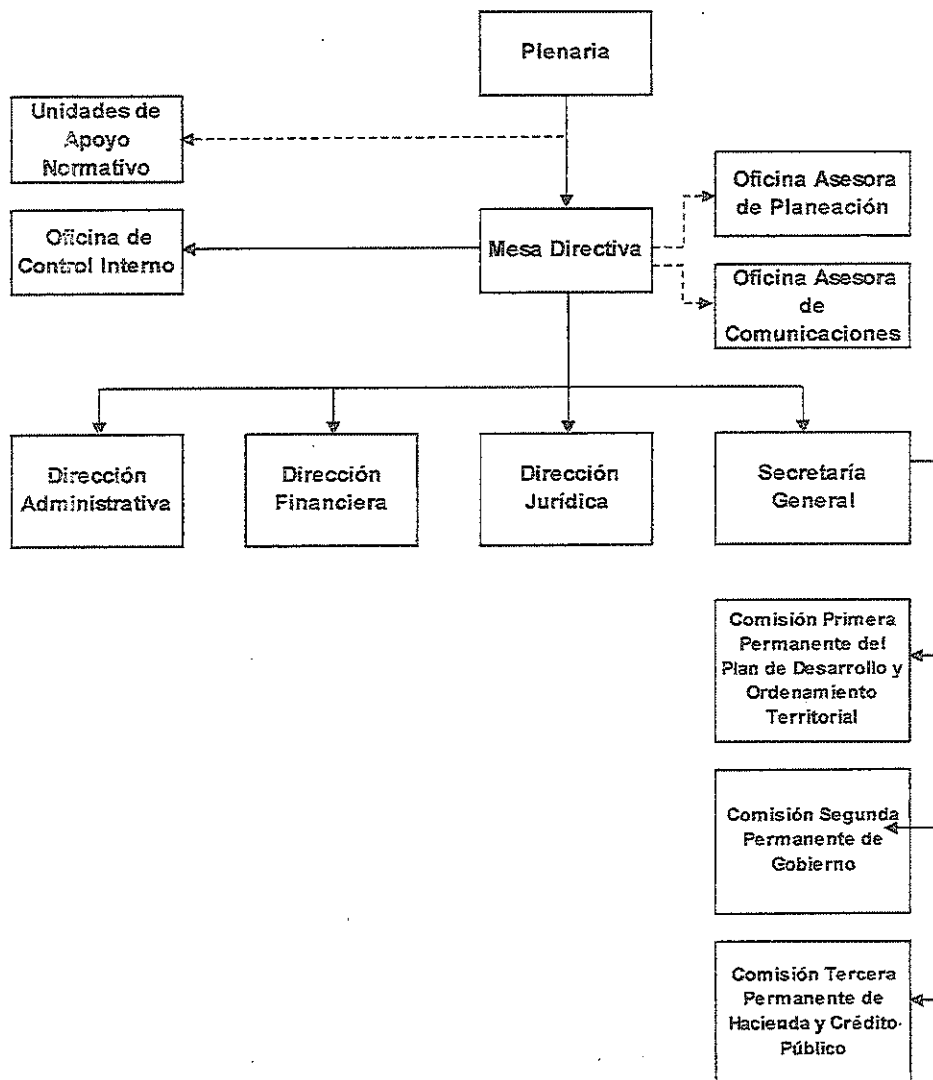 Plenaria
Unidades de
Apoyo
Normativo
Oficina Asesora
de Planeación
Oficina de
Control Interno
Mesa Directiva
Oficina Asesora
de
Comunicaciones
Dirección
Administrativa
Dirección
Financiera
Dirección
Jurídica
Secretaría
General
Comisión Primera
Permanente del
Plan de Desarrollo y
Ordenamiento
Territorial
Comisión Segunda
Permanente de
Gobierno
Comisión Tercera
Permanente de
Hacienda y Crédito
Público